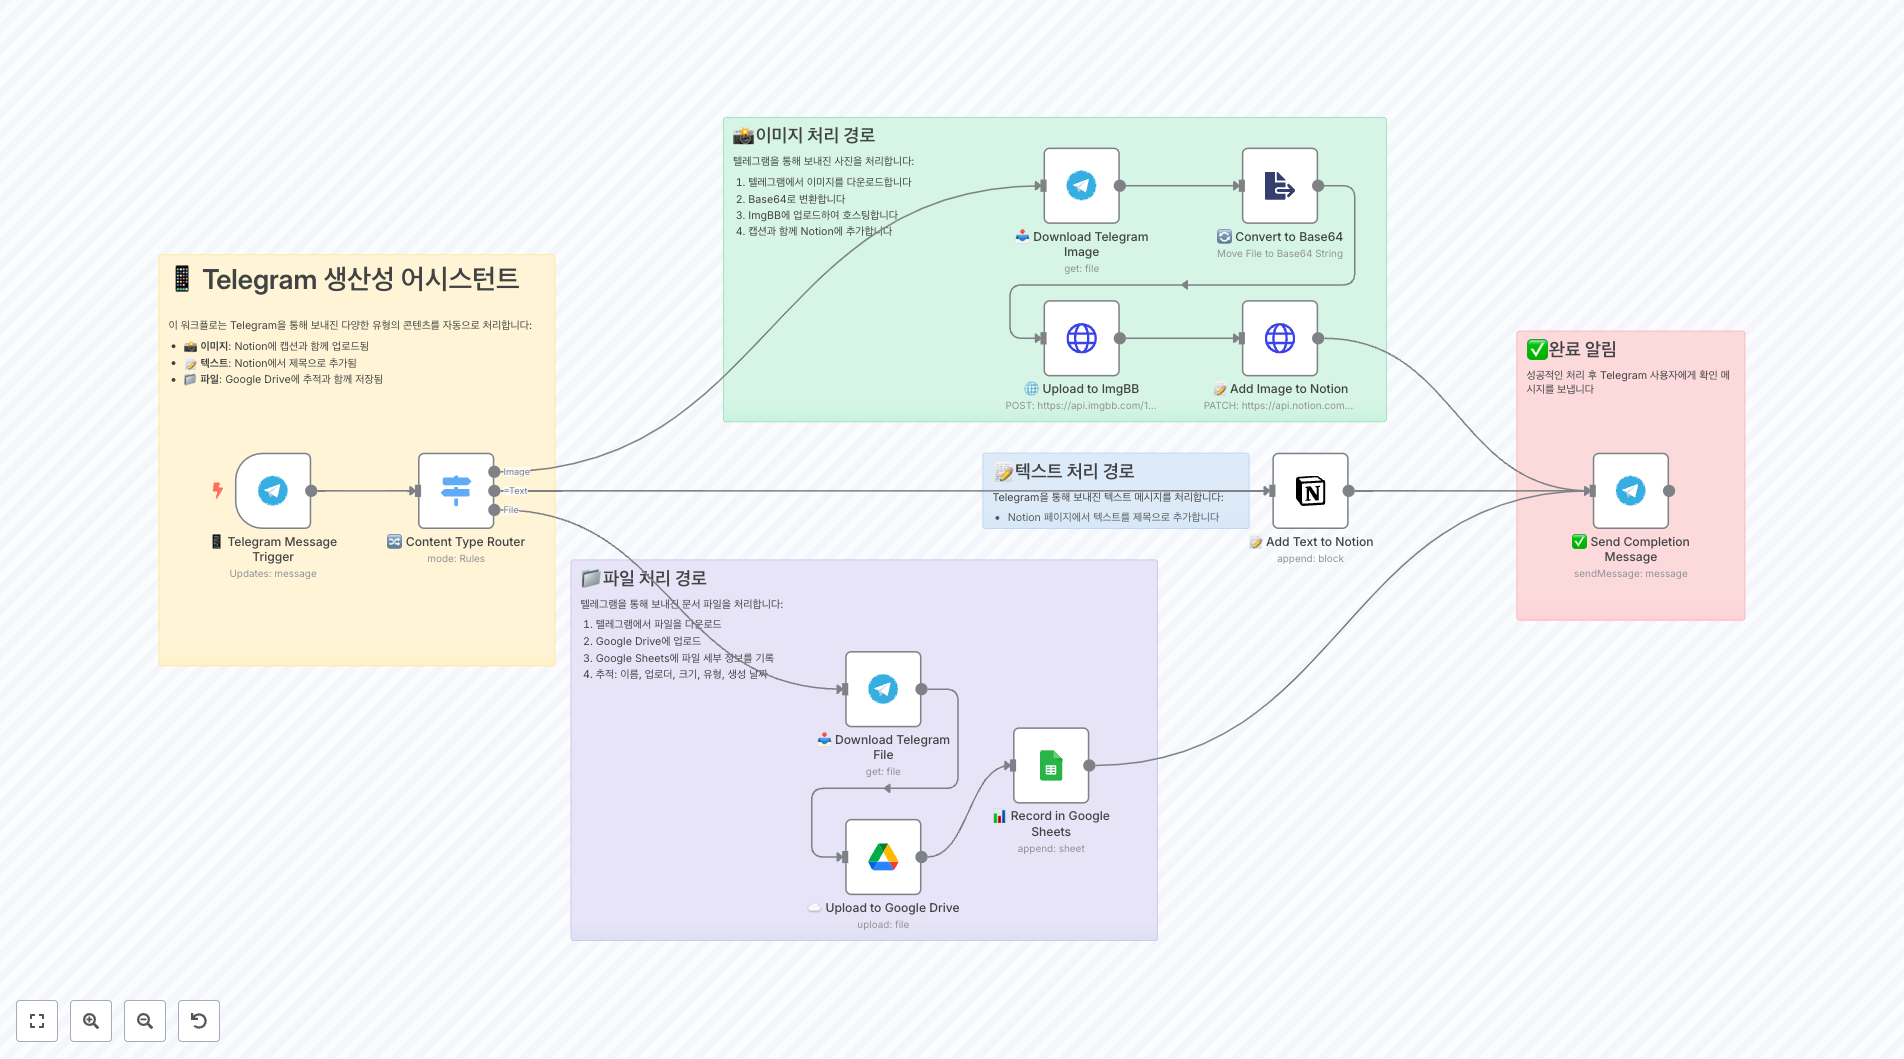 📱 Telegram 생산성 어시스턴트
이 워크플로는 Telegram을 통해 보내진 다양한 유형의 콘텐츠를 자동으로 처리합니다:
• 📸 이미지: Notion에 캡션과 함께 업로드됨
• 📝 텍스트: Notion에서 제목으로 추가됨
• 📁 파일: Google Drive에 추적과 함께 저장됨
📱 Telegram Message
Trigger
Updates: message
Image
=Text
File
🔀 Content Type Router
mode: Rules
📸이미지 처리 경로
텔레그램을 통해 보내진 사진을 처리합니다:
1. 텔레그램에서 이미지를 다운로드합니다
2. Base64로 변환합니다
3. ImgBB에 업로드하여 호스팅합니다
4. 캡션과 함께 Notion에 추가합니다
📥 Download Telegram
Image
get: file
🔄 Convert to Base64
Move File to Base64 String
🌐 Upload to ImgBB
POST: https://api.imgbb.com/1...
📝 Add Image to Notion
PATCH: https://api.notion.com...
📝텍스트 처리 경로
Telegram을 통해 보내진 텍스트 메시지를 처리합니다:
• Notion 페이지에서 텍스트를 제목으로 추가합니다
📝 Add Text to Notion
append: block
📁파일 처리 경로
텔레그램을 통해 보내진 문서 파일을 처리합니다:
1. 텔레그램에서 파일을 다운로드
2. Google Drive에 업로드
3. Google Sheets에 파일 세부 정보를 기록
4. 추적: 이름, 업로더, 크기, 유형, 생성 날짜
📥 Download Telegram
File
get: file
☁️ Upload to Google Drive
upload: file
📊 Record in Google
Sheets
append: sheet
✅완료 알림
성공적인 처리 후 Telegram 사용자에게 확인 메
시지를 보냅니다
✅ Send Completion
Message
sendMessage: message